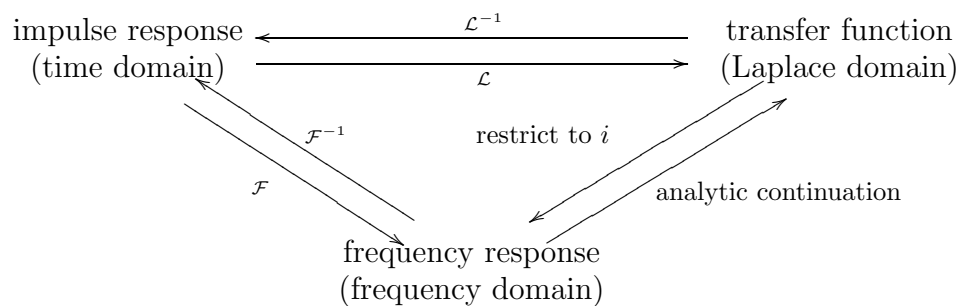 impulse response
(time domain)
ℒ⁻¹
ℒ
transfer function
(Laplace domain)
ℱ⁻¹
ℱ
restrict to i
analytic continuation
frequency response
(frequency domain)